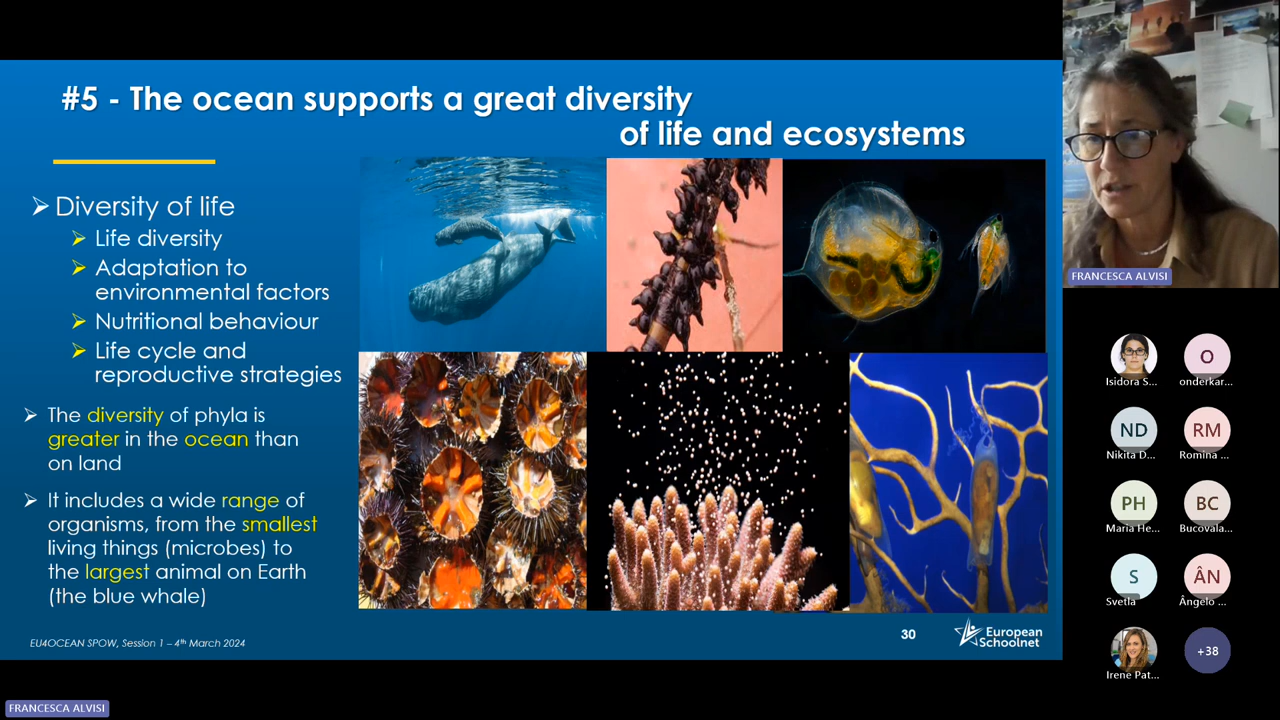 #5 - The ocean supports a great diversity
of life and ecosystems
➢ Diversity of life
➢ Life diversity
➢ Adaptation to
environmental factors
➢ Nutritional behaviour
➢ Life cycle and
reproductive strategies
➢ The diversity of phyla is
greater in the ocean than
on land
➢ It includes a wide range of
organisms, from the smallest
living things (microbes) to
the largest animal on Earth
(the blue whale)
EU4OCEAN SPOW, Session 1 – 4th March 2024
30
European
Schoolnet
FRANCESCA ALVISI
Isidora S...
O
onderkar...
ND
Nikita D...
RM
Romina ...
PH
Maria He...
BC
Bucovala...
S
Svetla
ÂN
Ângelo ...
Irene Pat...
+38
FRANCESCA ALVISI